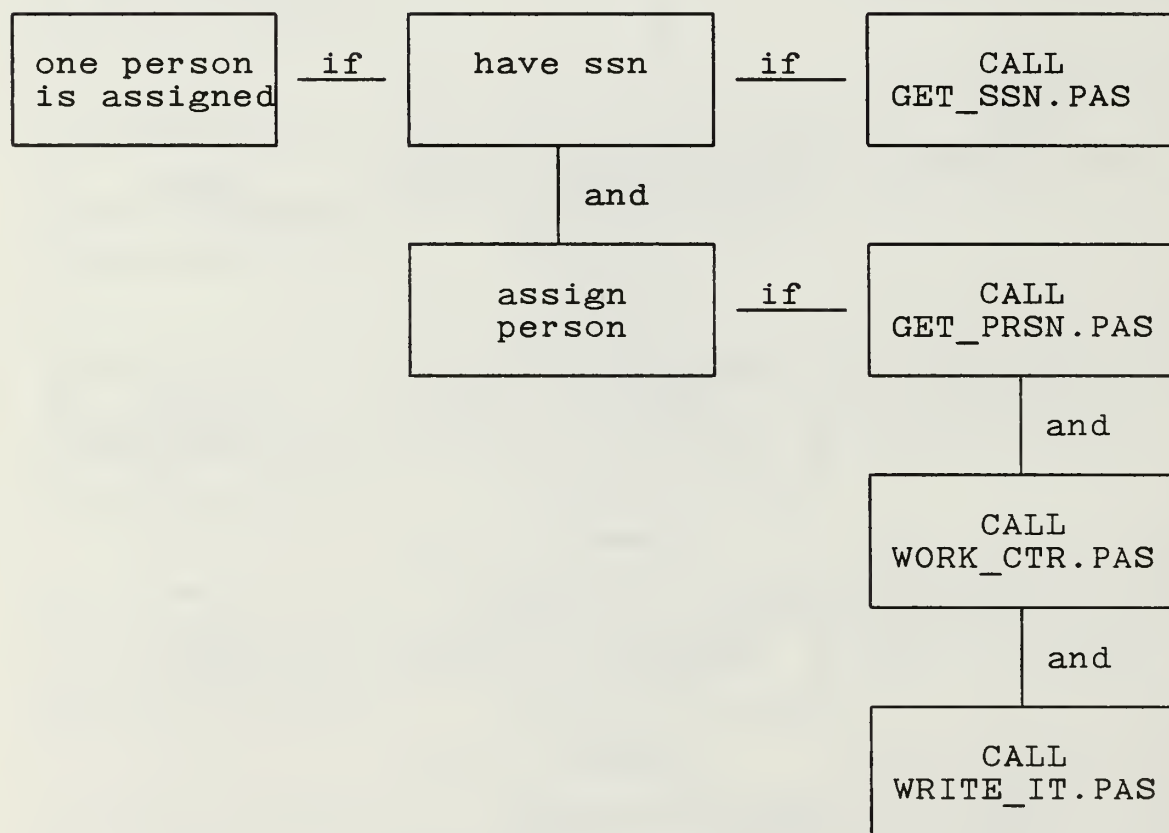 one person
is assigned
if
have ssn
if
CALL
GET_SSN.PAS
and
assign
person
if
CALL
GET_PRSN.PAS
and
CALL
WORK_CTR.PAS
and
CALL
WRITE_IT.PAS